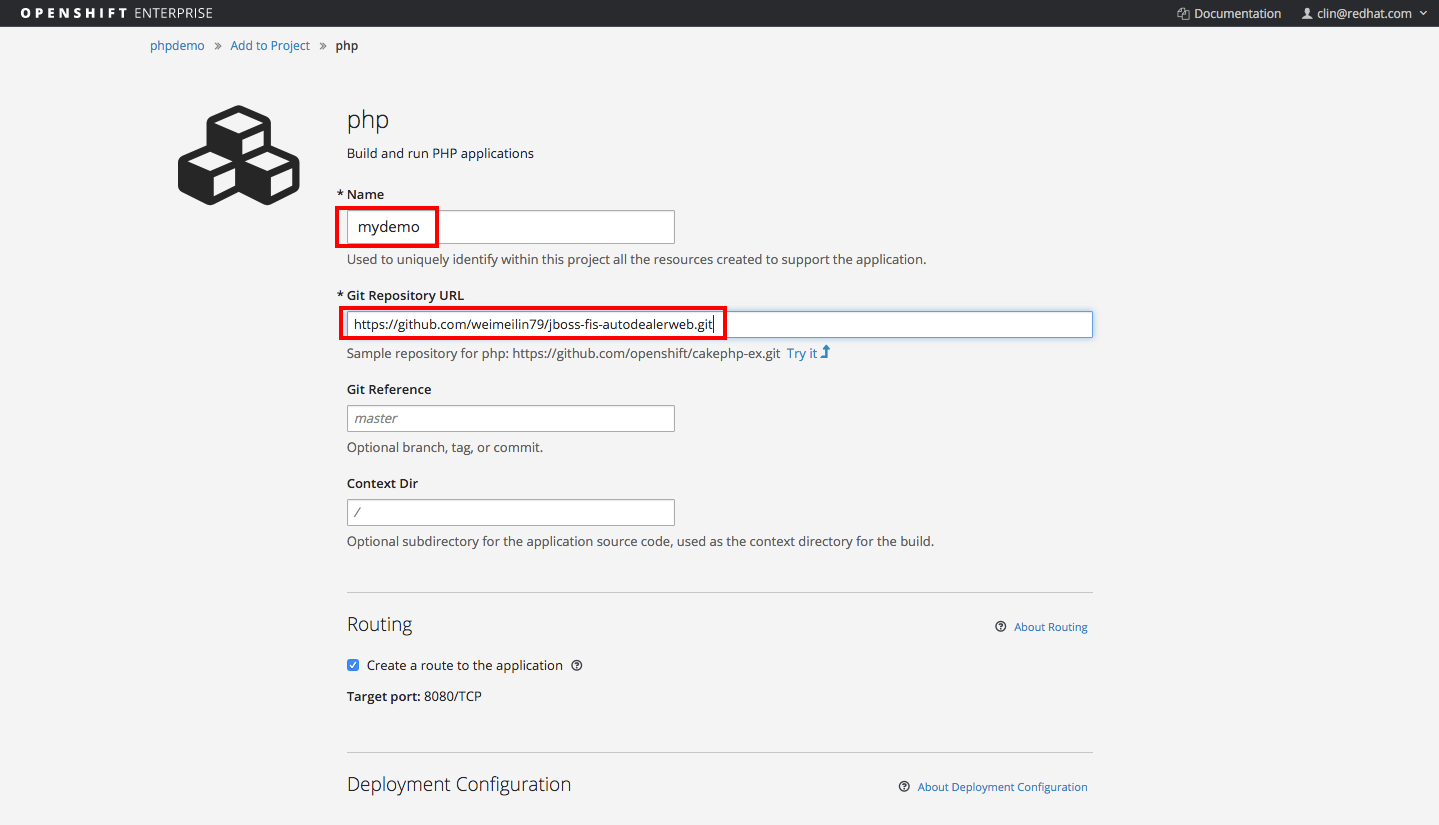 OPENSHIFT ENTERPRISE Documentation clin@redhat.com
phpdemo » Add to Project » php
php
Build and run PHP applications
* Name
mydemo
Used to uniquely identify within this project all the resources created to support the application.
* Git Repository URL
https://github.com/weimeilin79/jboss-fis-autodealerweb.git
Sample repository for php: https://github.com/openshift/cakephp-ex.git Try it
Git Reference
master
Optional branch, tag, or commit.
Context Dir
/
Optional subdirectory for the application source code, used as the context directory for the build.
Routing About Routing
Create a route to the application
Target port: 8080/TCP
Deployment Configuration About Deployment Configuration